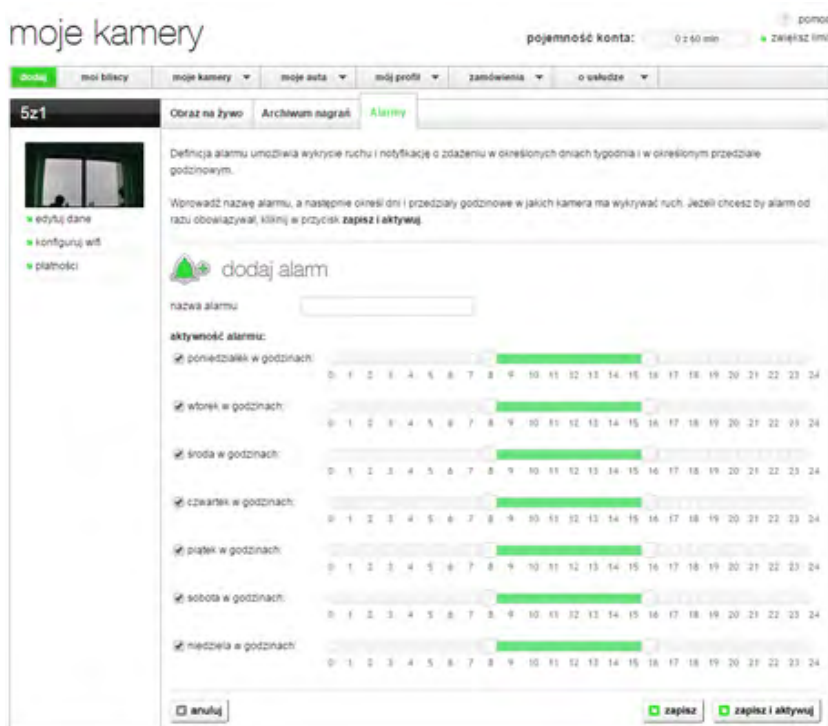 pomoc
moje kamery
pojemność konta: 0 z 60 min zwiększ limi
dodaj moi bliscy moje kamery moje auta mój profil zamówienia o usłudze
5z1
Obraz na żywo Archiwum nagrań Alarmy
Definicja alarmu umożliwia wykrycie ruchu i notyfikację o zdażeniu w określonych dniach tygodnia i w określonym przedziale
godzinowym.
Wprowadź nazwę alarmu, a następnie określ dni i przedziały godzinowe w jakich kamera ma wykrywać ruch. Jeżeli chcesz by alarm od
razu obowiązywał, kliknij w przycisk zapisz i aktywuj.
edytuj dane
konfiguruj wifi
płatności
dodaj alarm
nazwa alarmu:
aktywność alarmu:
poniedziałek w godzinach:
0 1 2 3 4 5 6 7 8 9 10 11 12 13 14 15 16 17 18 19 20 21 22 23 24
wtorek w godzinach:
0 1 2 3 4 5 6 7 8 9 10 11 12 13 14 15 16 17 18 19 20 21 22 23 24
środa w godzinach:
0 1 2 3 4 5 6 7 8 9 10 11 12 13 14 15 16 17 18 19 20 21 22 23 24
czwartek w godzinach:
0 1 2 3 4 5 6 7 8 9 10 11 12 13 14 15 16 17 18 19 20 21 22 23 24
piątek w godzinach:
0 1 2 3 4 5 6 7 8 9 10 11 12 13 14 15 16 17 18 19 20 21 22 23 24
sobota w godzinach:
0 1 2 3 4 5 6 7 8 9 10 11 12 13 14 15 16 17 18 19 20 21 22 23 24
niedziela w godzinach:
0 1 2 3 4 5 6 7 8 9 10 11 12 13 14 15 16 17 18 19 20 21 22 23 24
anuluj zapisz zapisz i aktywuj